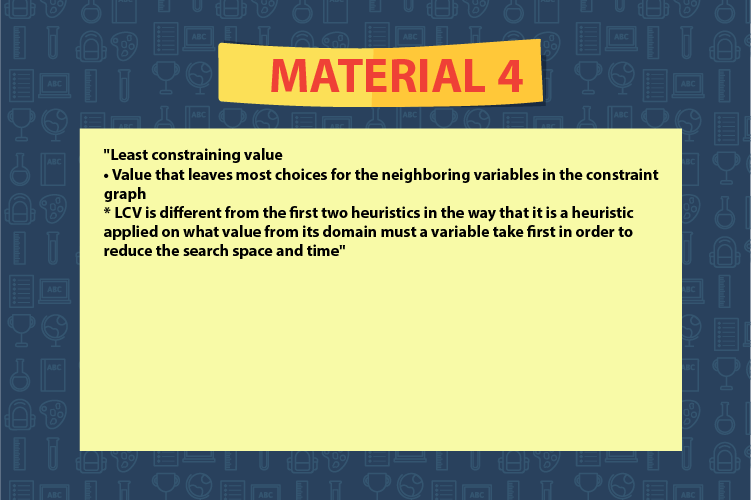 MATERIAL 4
"Least constraining value
• Value that leaves most choices for the neighboring variables in the constraint
graph
* LCV is different from the first two heuristics in the way that it is a heuristic
applied on what value from its domain must a variable take first in order to
reduce the search space and time"